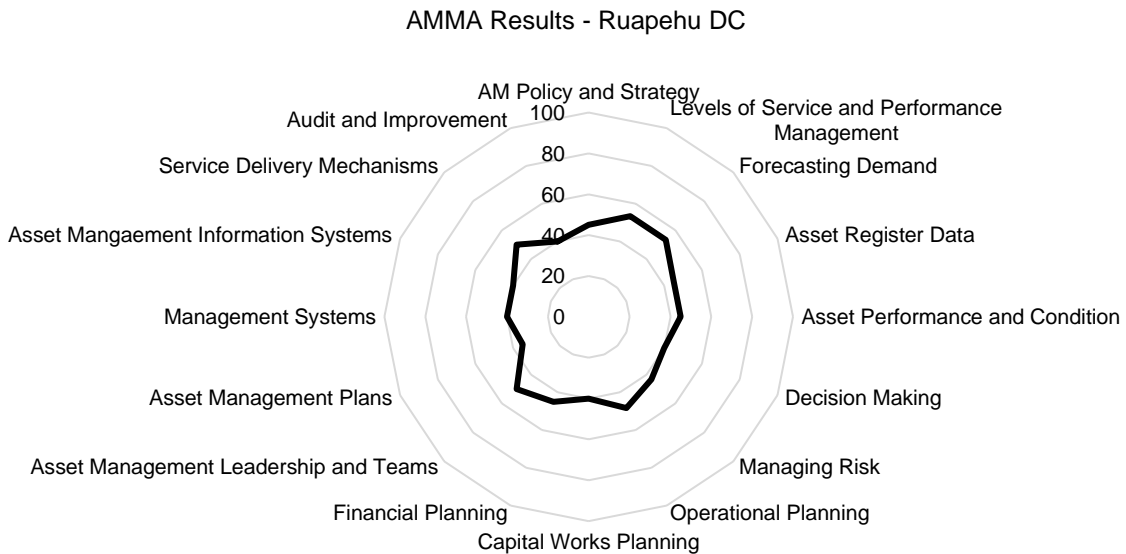 AMMA Results - Ruapehu DC
AM Policy and Strategy
Levels of Service and Performance
Management
Forecasting Demand
Asset Register Data
Asset Performance and Condition
Decision Making
Managing Risk
Operational Planning
Capital Works Planning
Financial Planning
Asset Management Leadership and Teams
Asset Management Plans
Management Systems
Asset Mangaement Information Systems
Service Delivery Mechanisms
Audit and Improvement
100
80
60
40
20
0